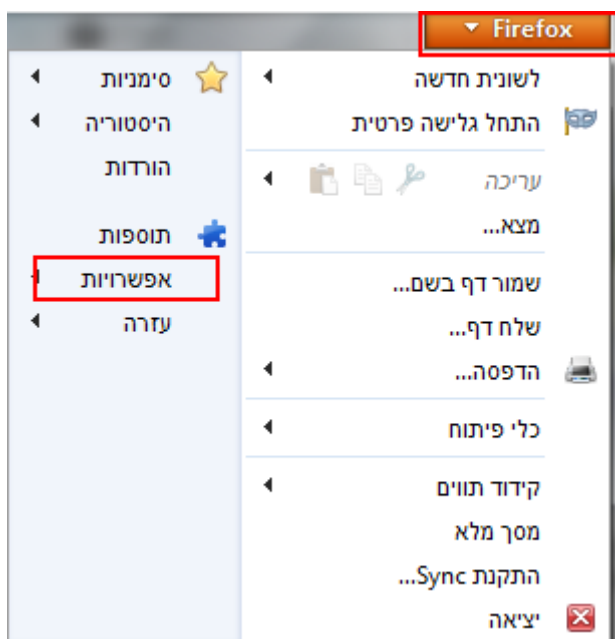 Firefox
לשונית חדשה
התחל גלישה פרטית
עריכה
מצא...
שמור דף בשם...
שלח דף...
הדפסה...
כלי פיתוח
קידוד תווים
מסך מלא
התקנת Sync...
יציאה
סימניות
היסטוריה
הורדות
תוספות
אפשרויות
עזרה